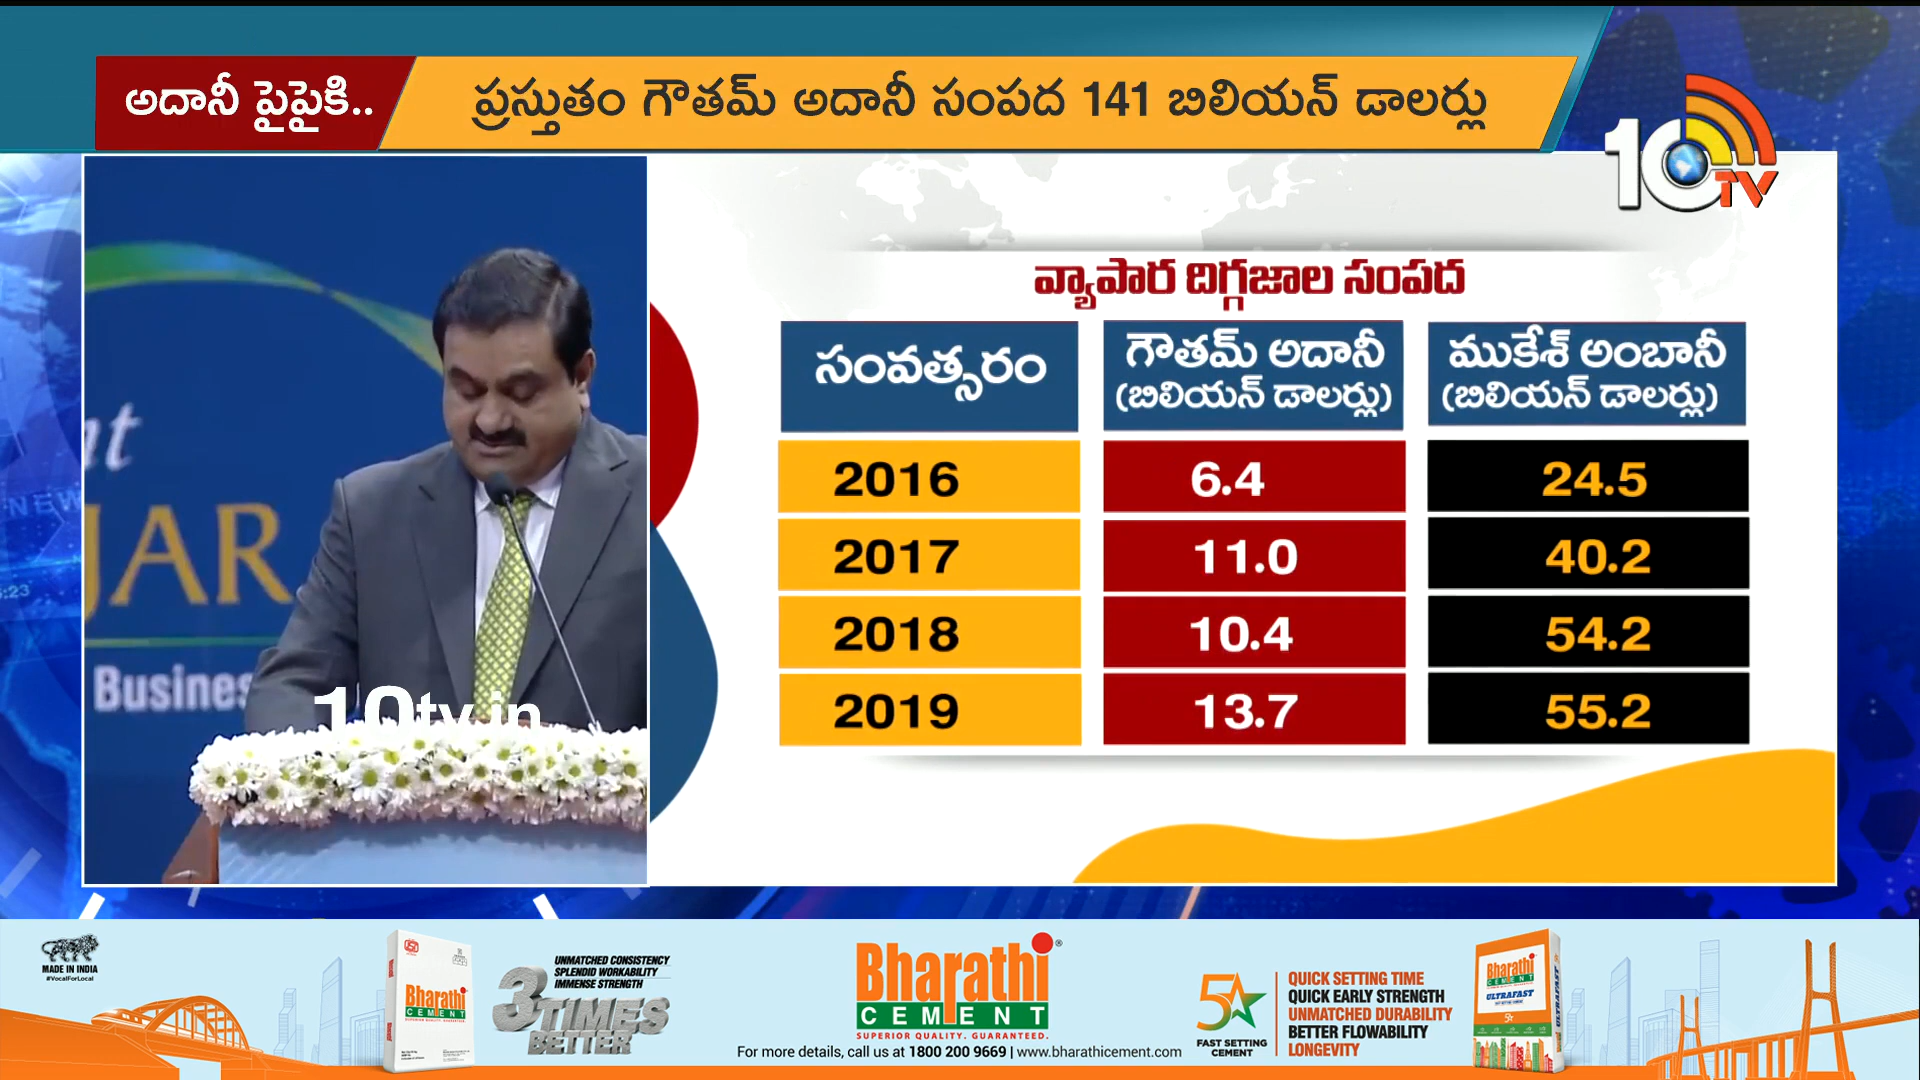 అదానీ పైపైకి..
ప్రస్తుతం గౌతమ్ అదానీ సంపద 141 బిలియన్ డాలర్లు
10TV
nt
JAR
Business
10tv.in
వ్యాపార దిగ్గజాల సంపద
సంవత్సరం గౌతమ్ అదానీ (బిలియన్ డాలర్లు) ముకేశ్ అంబానీ (బిలియన్ డాలర్లు)
2016 6.4 24.5
2017 11.0 40.2
2018 10.4 54.2
2019 13.7 55.2
MADE IN INDIA
#VocalForLocal
Bharathi
CEMENT
UNMATCHED CONSISTENCY
SPLENDID WORKABILITY
IMMENSE STRENGTH
3 TIMES
BETTER
Bharathi
CEMENT
SUPERIOR QUALITY. GUARANTEED.
For more details, call us at 1800 200 9669 | www.bharathicement.com
5
FAST SETTING
CEMENT
QUICK SETTING TIME
QUICK EARLY STRENGTH
UNMATCHED DURABILITY
BETTER FLOWABILITY
LONGEVITY
Bharathi
CEMENT
ULTRAFAST